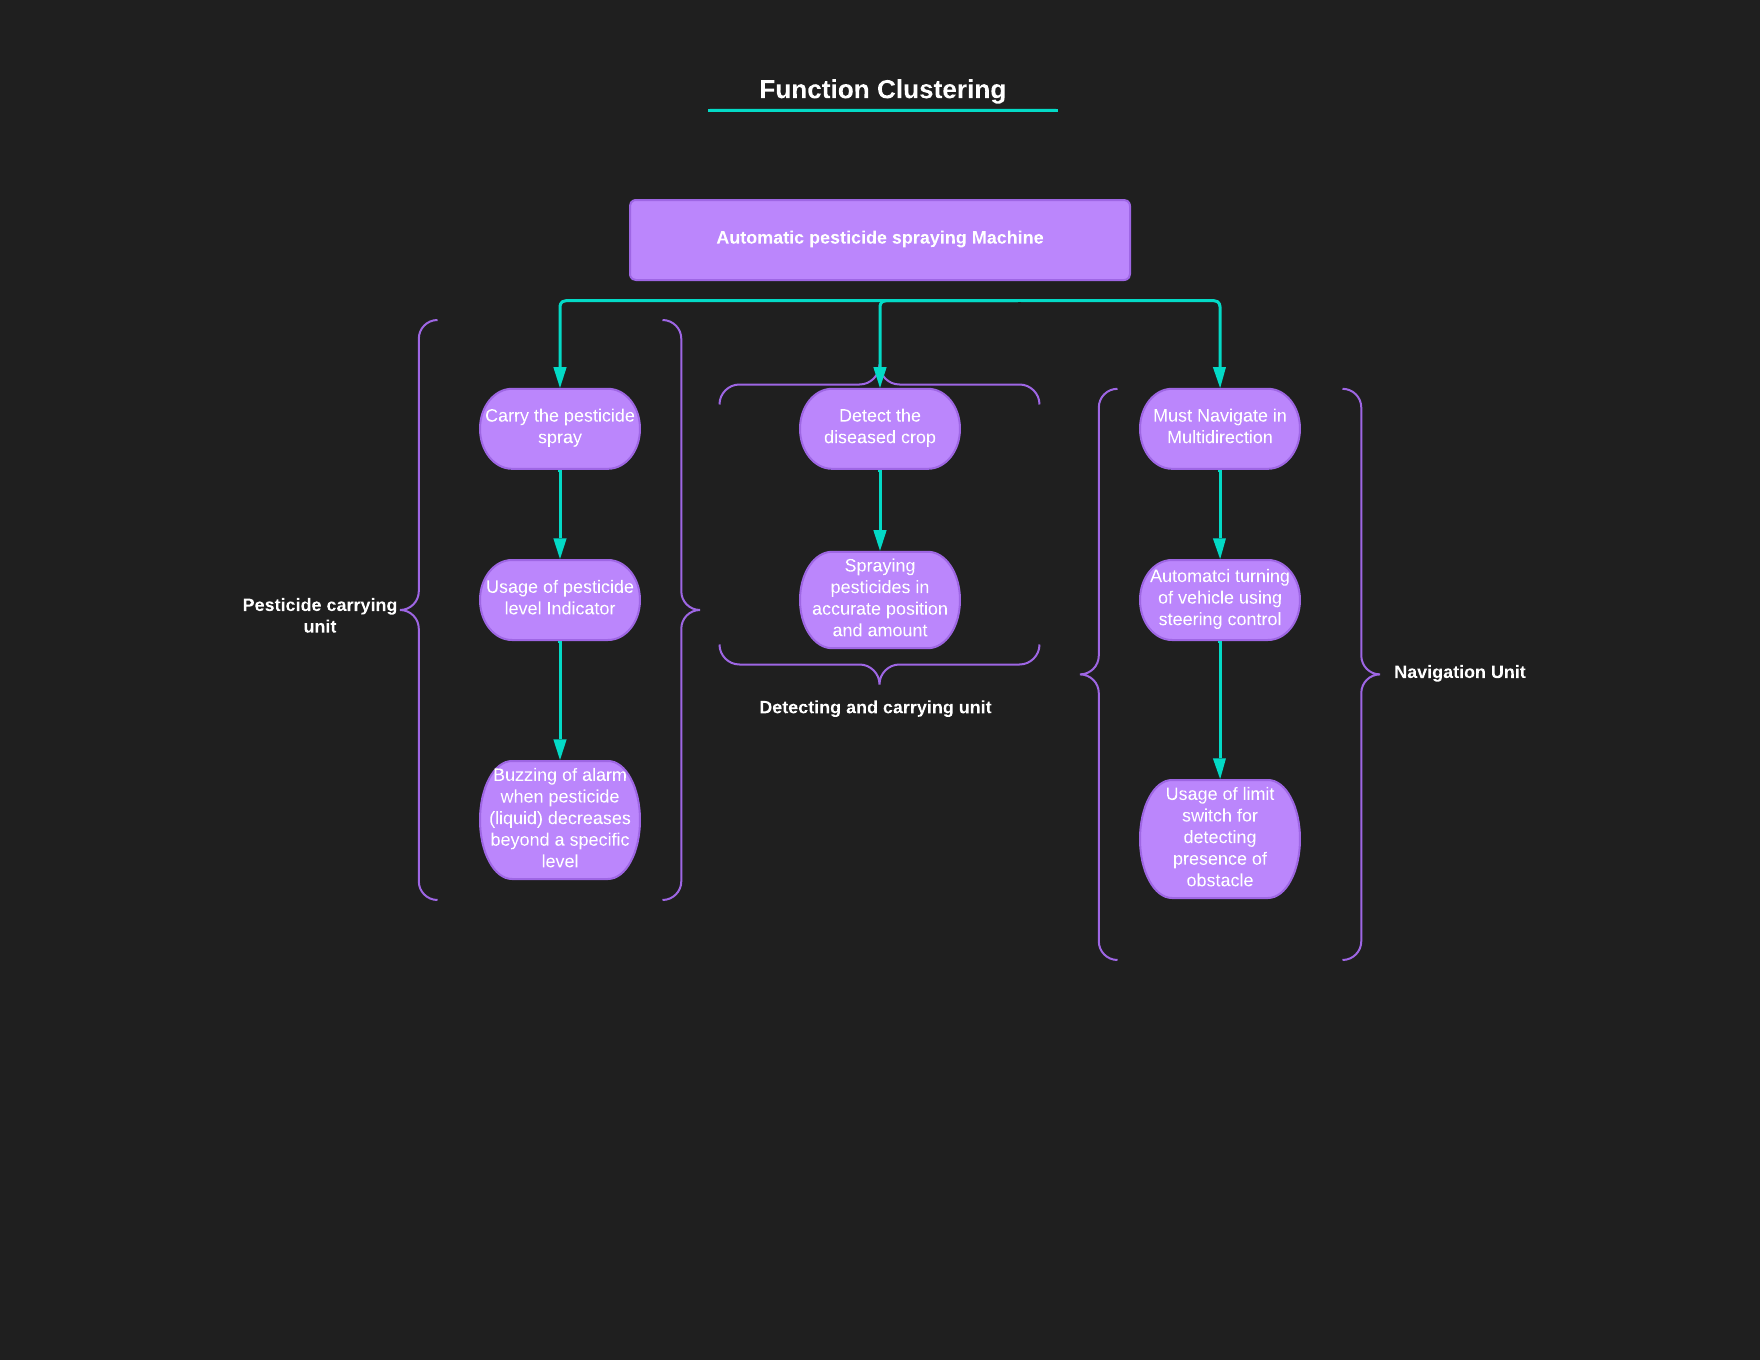 Function Clustering
Automatic pesticide spraying Machine
Carry the pesticide
spray
Usage of pesticide
level Indicator
Buzzing of alarm
when pesticide
(liquid) decreases
beyond a specific
level
Pesticide carrying
unit
Detect the
diseased crop
Spraying
pesticides in
accurate position
and amount
Detecting and carrying unit
Must Navigate in
Multidirection
Automatci turning
of vehicle using
steering control
Usage of limit
switch for
detecting
presence of
obstacle
Navigation Unit